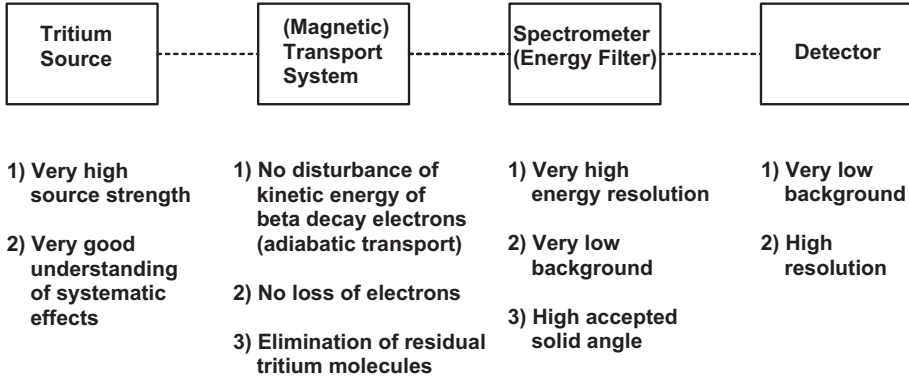 Tritium
Source
(Magnetic)
Transport
System
Spectrometer
(Energy Filter)
Detector
1) Very high
source strength
2) Very good
understanding
of systematic
effects
1) No disturbance of
kinetic energy of
beta decay electrons
(adiabatic transport)
2) No loss of electrons
3) Elimination of residual
tritium molecules
1) Very high
energy resolution
2) Very low
background
3) High accepted
solid angle
1) Very low
background
2) High
resolution